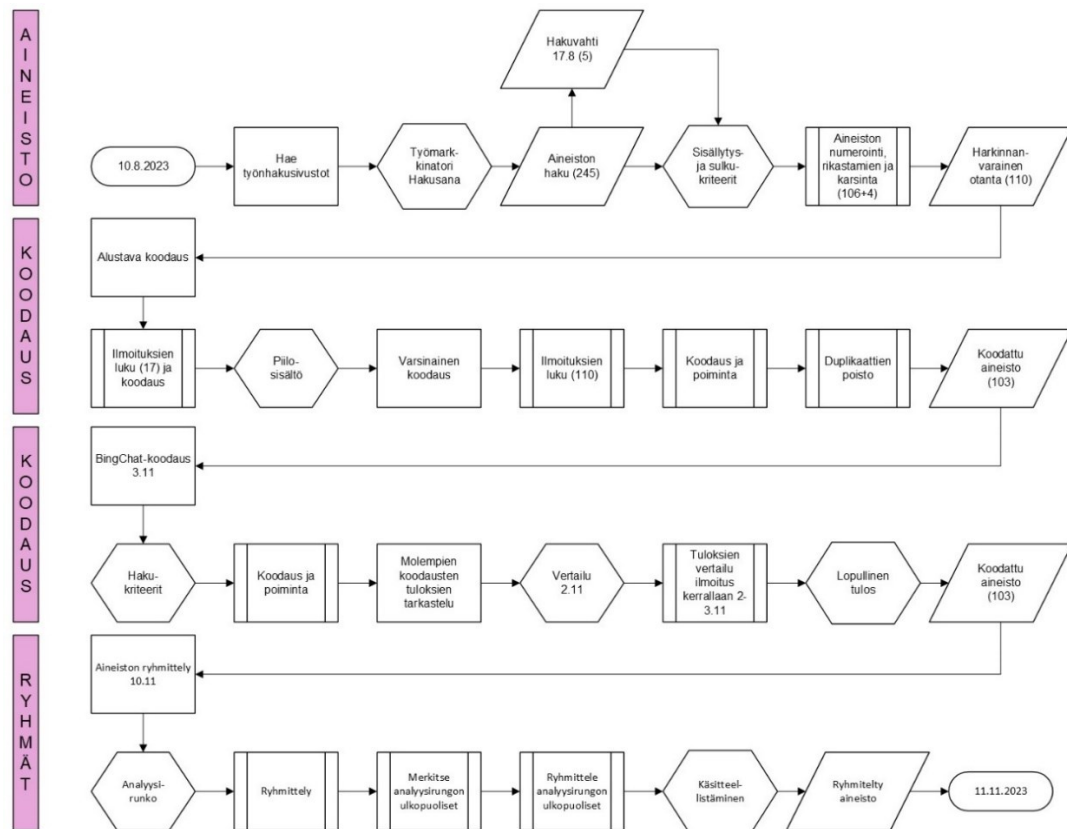 AINEISTO
Hakuvahti
17.8 (5)
10.8.2023
Hae
työnhakusivustot
Työmark-
kinatori
Hakusana
Aineiston
haku (245)
Sisällytys-
ja sulku-
kriteerit
Aineiston
numerointi,
rikastamien ja
karsinta
(106+4)
Harkinnan-
varainen
otanta (110)
KOODAUS
Alustava koodaus
Ilmoituksien
luku (17) ja
koodaus
Piilo-
sisältö
Varsinainen
koodaus
Ilmoituksien
luku (110)
Koodaus ja
poiminta
Duplikaattien
poisto
Koodattu
aineisto
(103)
KOODAUS
BingChat-koodaus
3.11
Haku-
kriteerit
Koodaus ja
poiminta
Molempien
koodausten
tuloksien
tarkastelu
Vertailu
2.11
Tuloksien
vertailu
ilmoitus
kerrallaan 2-
3.11
Lopullinen
tulos
Koodattu
aineisto
(103)
RYHMÄT
Aineiston ryhmittely
10.11
Analyysi-
runko
Ryhmittely
Merkitse
analyysirungon
ulkopuoliset
Ryhmittele
analyysirungon
ulkopuoliset
Käsitteel-
listäminen
Ryhmitelty
aineisto
11.11.2023